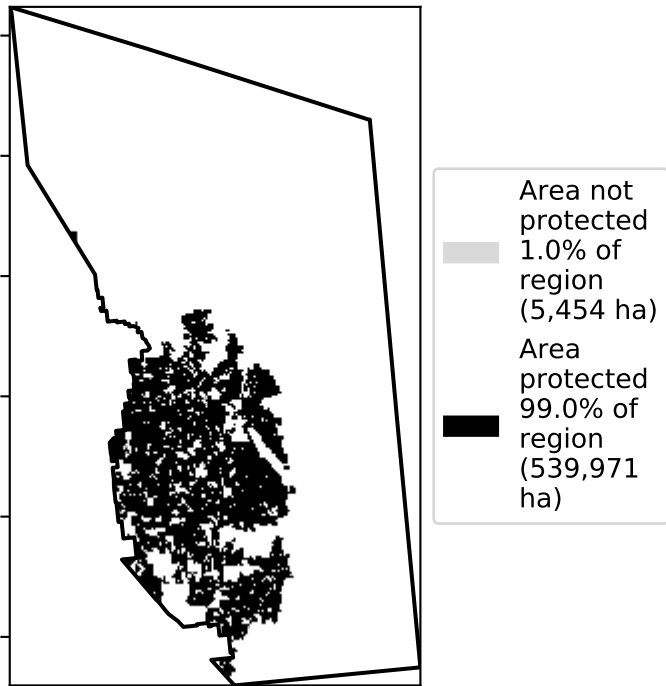 Area not
protected
1.0% of
region
(5,454 ha)
Area
protected
99.0% of
region
(539,971
ha)